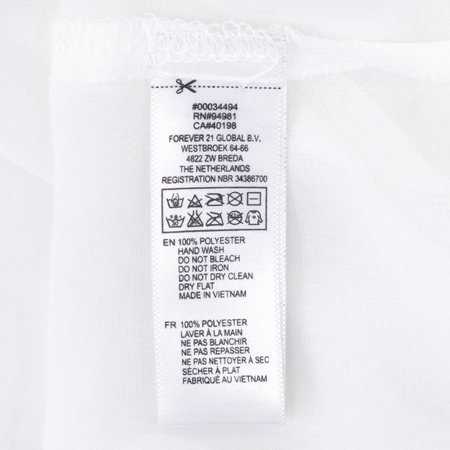 #00034494
RN#94981
CA#40198
FOREVER 21 GLOBAL B.V.
WESTBROEK 64-66
4822 ZW BREDA
THE NETHERLANDS
REGISTRATION NBR 34386700
EN 100% POLYESTER
HAND WASH
DO NOT BLEACH
DO NOT IRON
DO NOT DRY CLEAN
DRY FLAT
MADE IN VIETNAM
FR 100% POLYESTER
LAVER À LA MAIN
NE PAS BLANCHIR
NE PAS REPASSER
NE PAS NETTOYER À SEC
SÉCHER À PLAT
FABRIQUÉ AU VIETNAM